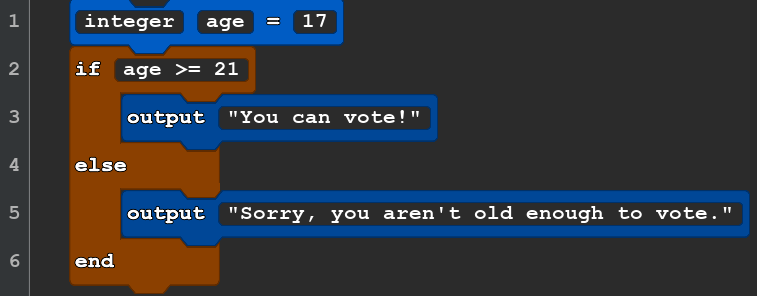 1 integer age = 17
2 if age >= 21
3 output "You can vote!"
4 else
5 output "Sorry, you aren't old enough to vote."
6 end